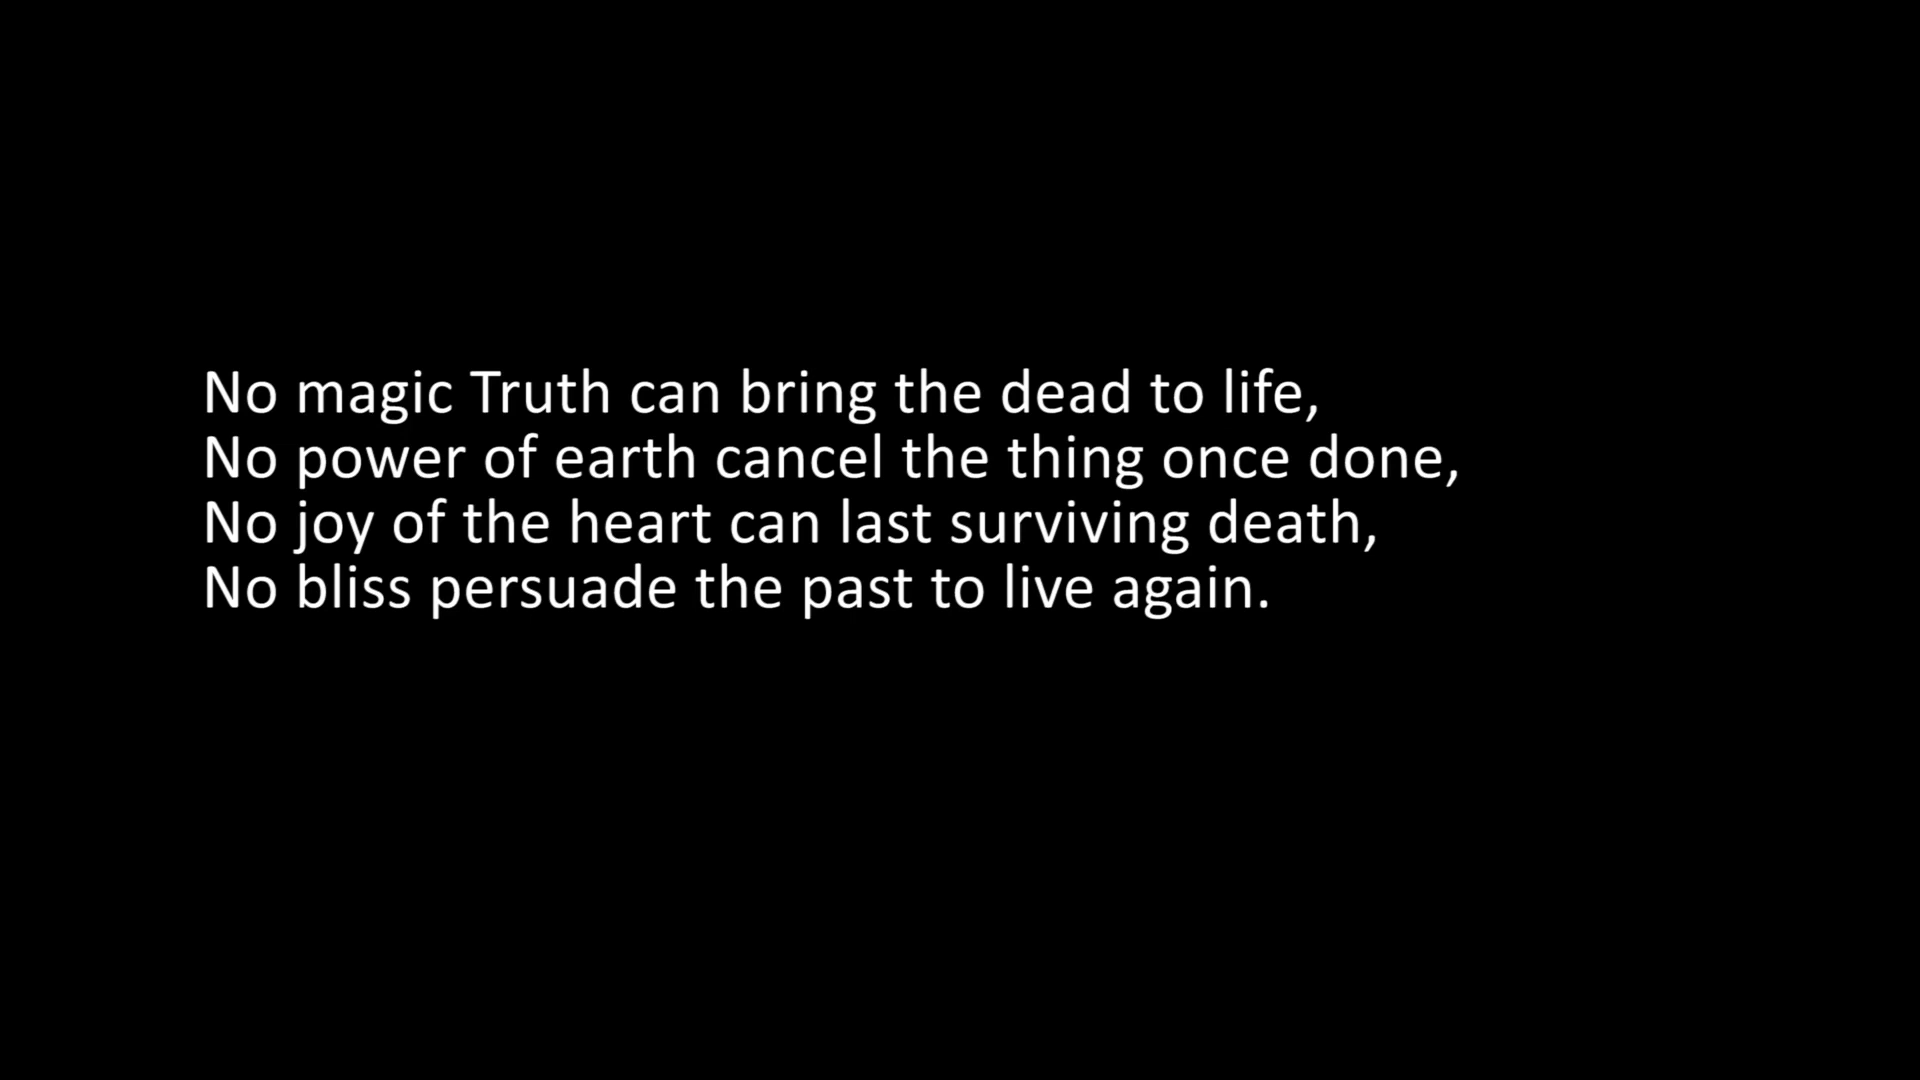 No magic Truth can bring the dead to life,
No power of earth cancel the thing once done,
No joy of the heart can last surviving death,
No bliss persuade the past to live again.